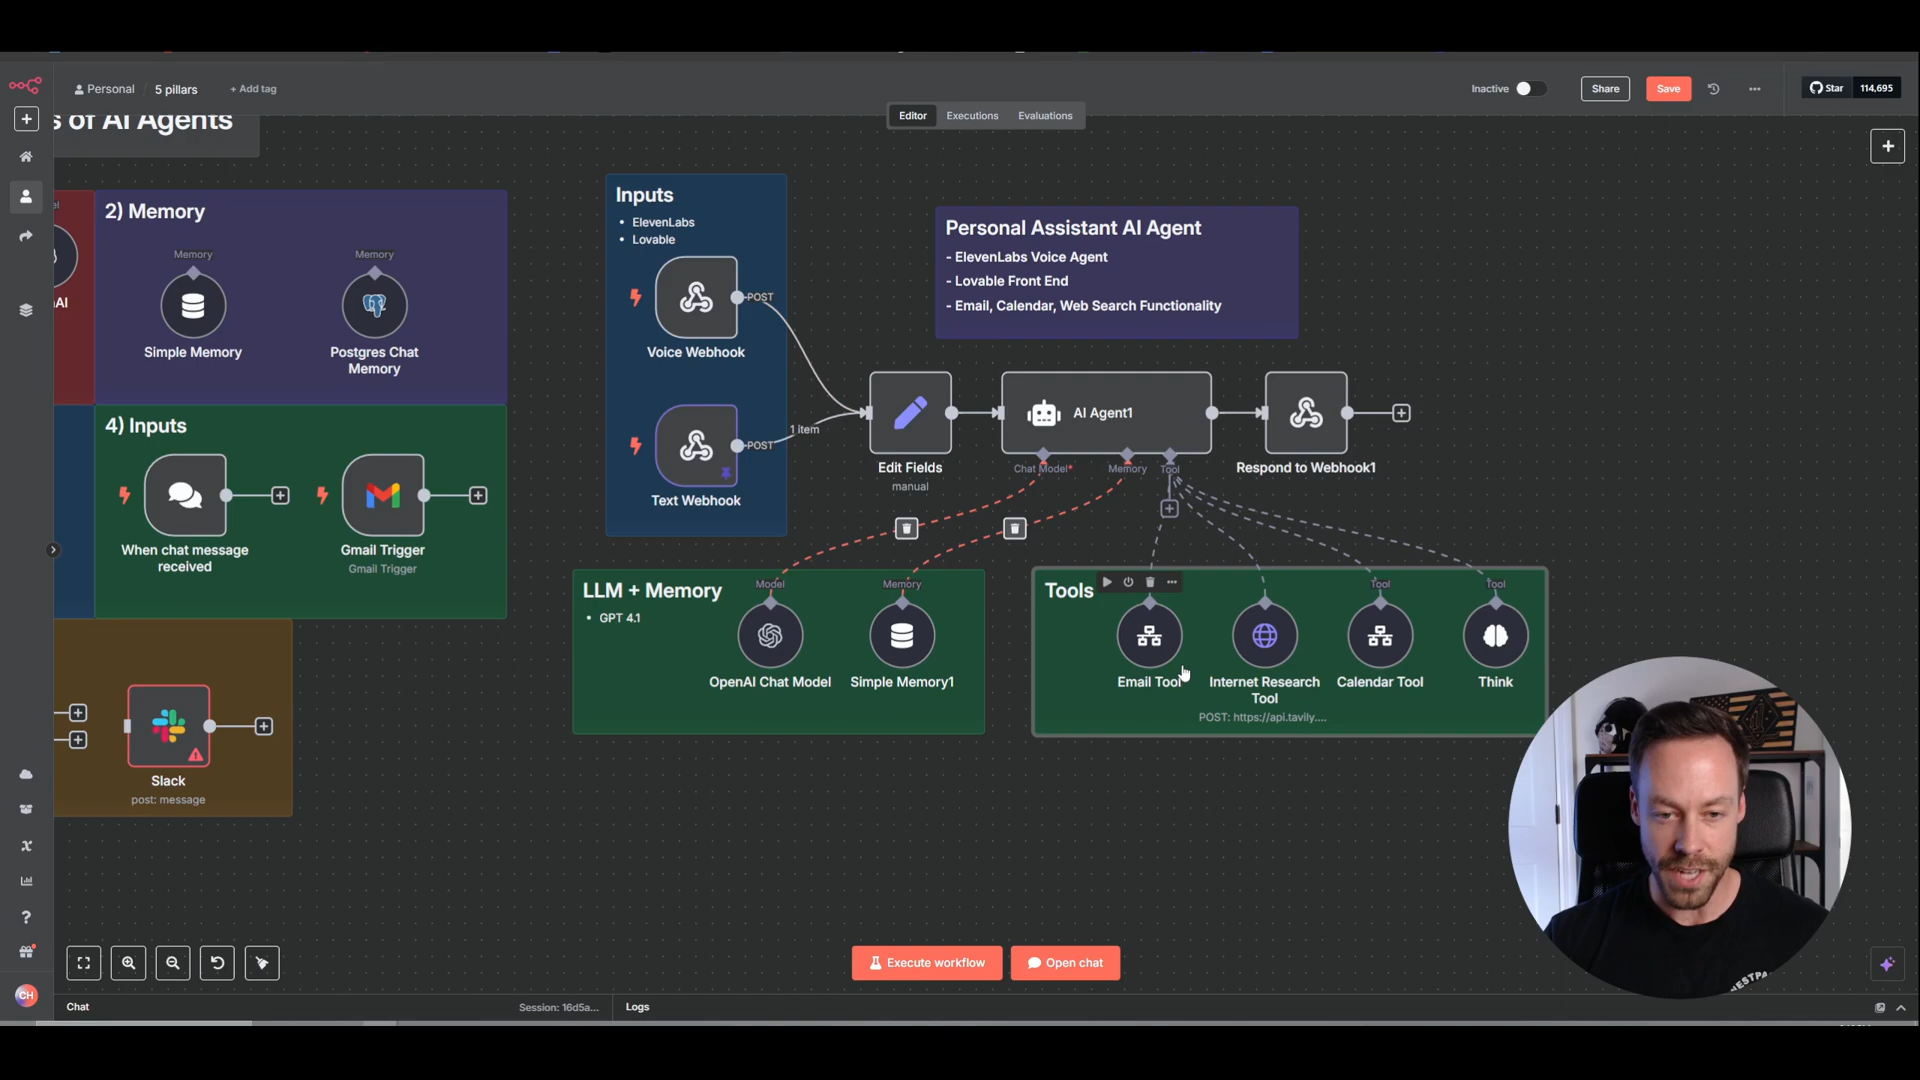 Personal
5 pillars
+ Add tag
Inactive
Share
Save
Star
114,695
Editor
Executions
Evaluations
s of AI Agents
2) Memory
Memory
Simple Memory
Memory
Postgres Chat
Memory
AI
4) Inputs
When chat message
received
Gmail Trigger
Gmail Trigger
Slack
post: message
Inputs
• ElevenLabs
• Lovable
POST
Voice Webhook
POST
1 item
Text Webhook
Personal Assistant AI Agent
- ElevenLabs Voice Agent
- Lovable Front End
- Email, Calendar, Web Search Functionality
Edit Fields
manual
AI Agent1
Chat Model*
Memory
Tool
Respond to Webhook1
LLM + Memory
• GPT 4.1
Model
OpenAI Chat Model
Memory
Simple Memory1
Tools
Email Tool
Internet Research
Tool
POST: https://api.tavily....
Tool
Calendar Tool
Tool
Think
Execute workflow
Open chat
CH
Chat
Session: 16d5a...
Logs